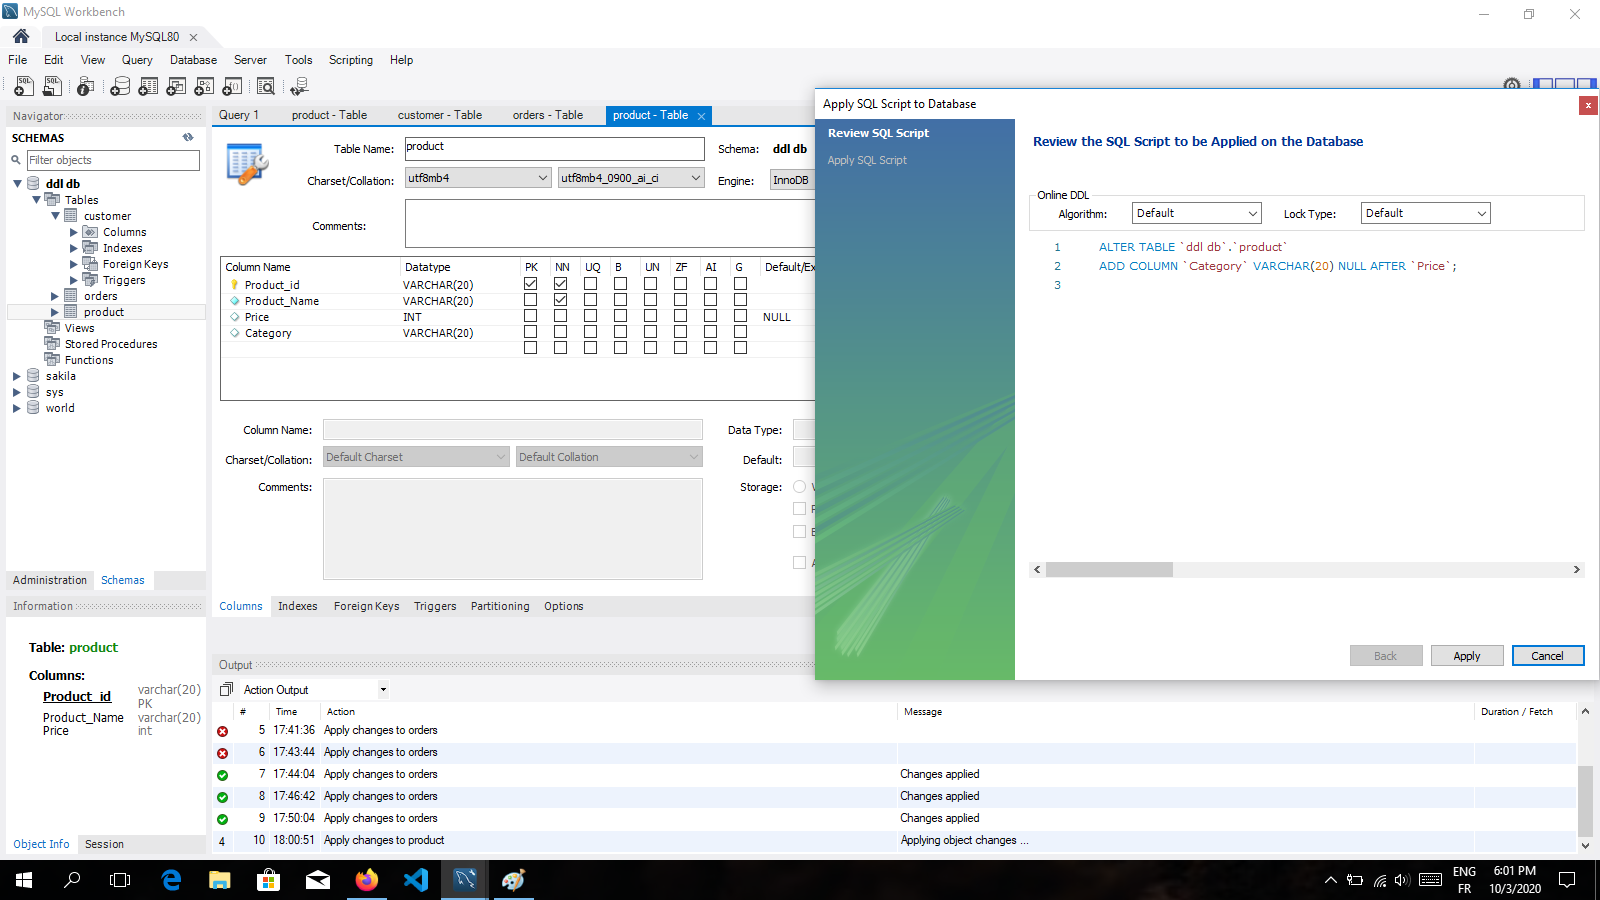 MySQL Workbench
Local instance MySQL80
File Edit View Query Database Server Tools Scripting Help
Navigator
SCHEMAS
Filter objects
ddl db
Tables
customer
Columns
Indexes
Foreign Keys
Triggers
orders
product
Views
Stored Procedures
Functions
sakila
sys
world
Administration Schemas
Information
Table: product
Columns:
Product_id varchar(20) PK
Product_Name varchar(20)
Price int
Object Info Session
Query 1 product - Table customer - Table orders - Table product - Table
Table Name: product Schema: ddl db
Charset/Collation: utf8mb4 utf8mb4_0900_ai_ci Engine: InnoDB
Comments:
Column Name Datatype PK NN UQ B UN ZF AI G Default/Ex
Product_id VARCHAR(20)
Product_Name VARCHAR(20)
Price INT NULL
Category VARCHAR(20)
Column Name: Data Type:
Charset/Collation: Default Charset Default Collation Default:
Comments: Storage:
Columns Indexes Foreign Keys Triggers Partitioning Options
Output
Action Output
# Time Action Message Duration / Fetch
5 17:41:36 Apply changes to orders
6 17:43:44 Apply changes to orders
7 17:44:04 Apply changes to orders Changes applied
8 17:46:42 Apply changes to orders Changes applied
9 17:50:04 Apply changes to orders Changes applied
4 10 18:00:51 Apply changes to product Applying object changes ...
Apply SQL Script to Database
Review SQL Script
Apply SQL Script
Review the SQL Script to be Applied on the Database
Online DDL
Algorithm: Default Lock Type: Default
1 ALTER TABLE `ddl db`.`product`
2 ADD COLUMN `Category` VARCHAR(20) NULL AFTER `Price`;
3
Back Apply Cancel
ENG
FR
6:01 PM
10/3/2020